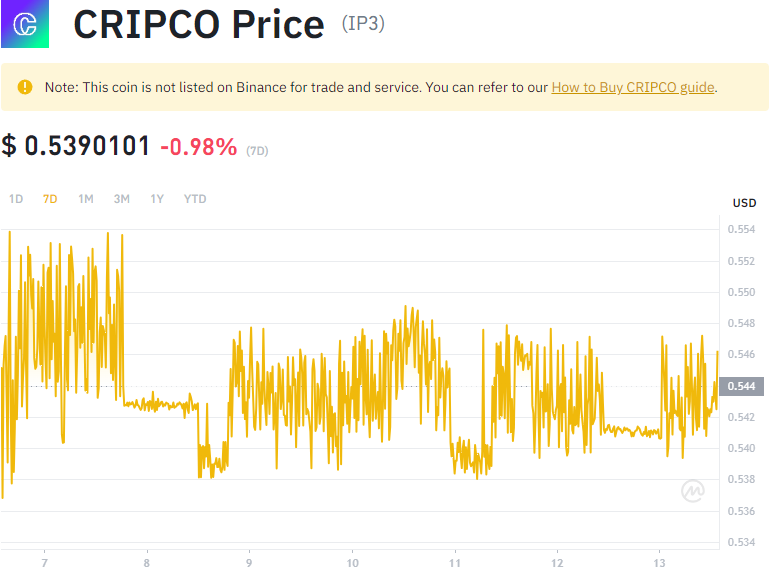 CRIPCO Price (IP3)
Note: This coin is not listed on Binance for trade and service. You can refer to our How to Buy CRIPCO guide.
$ 0.5390101 -0.98% (7D)
1D 7D 1M 3M 1Y YTD
USD
0.554
0.552
0.550
0.548
0.546
0.544
0.542
0.540
0.538
0.536
0.534
7 8 9 10 11 12 13